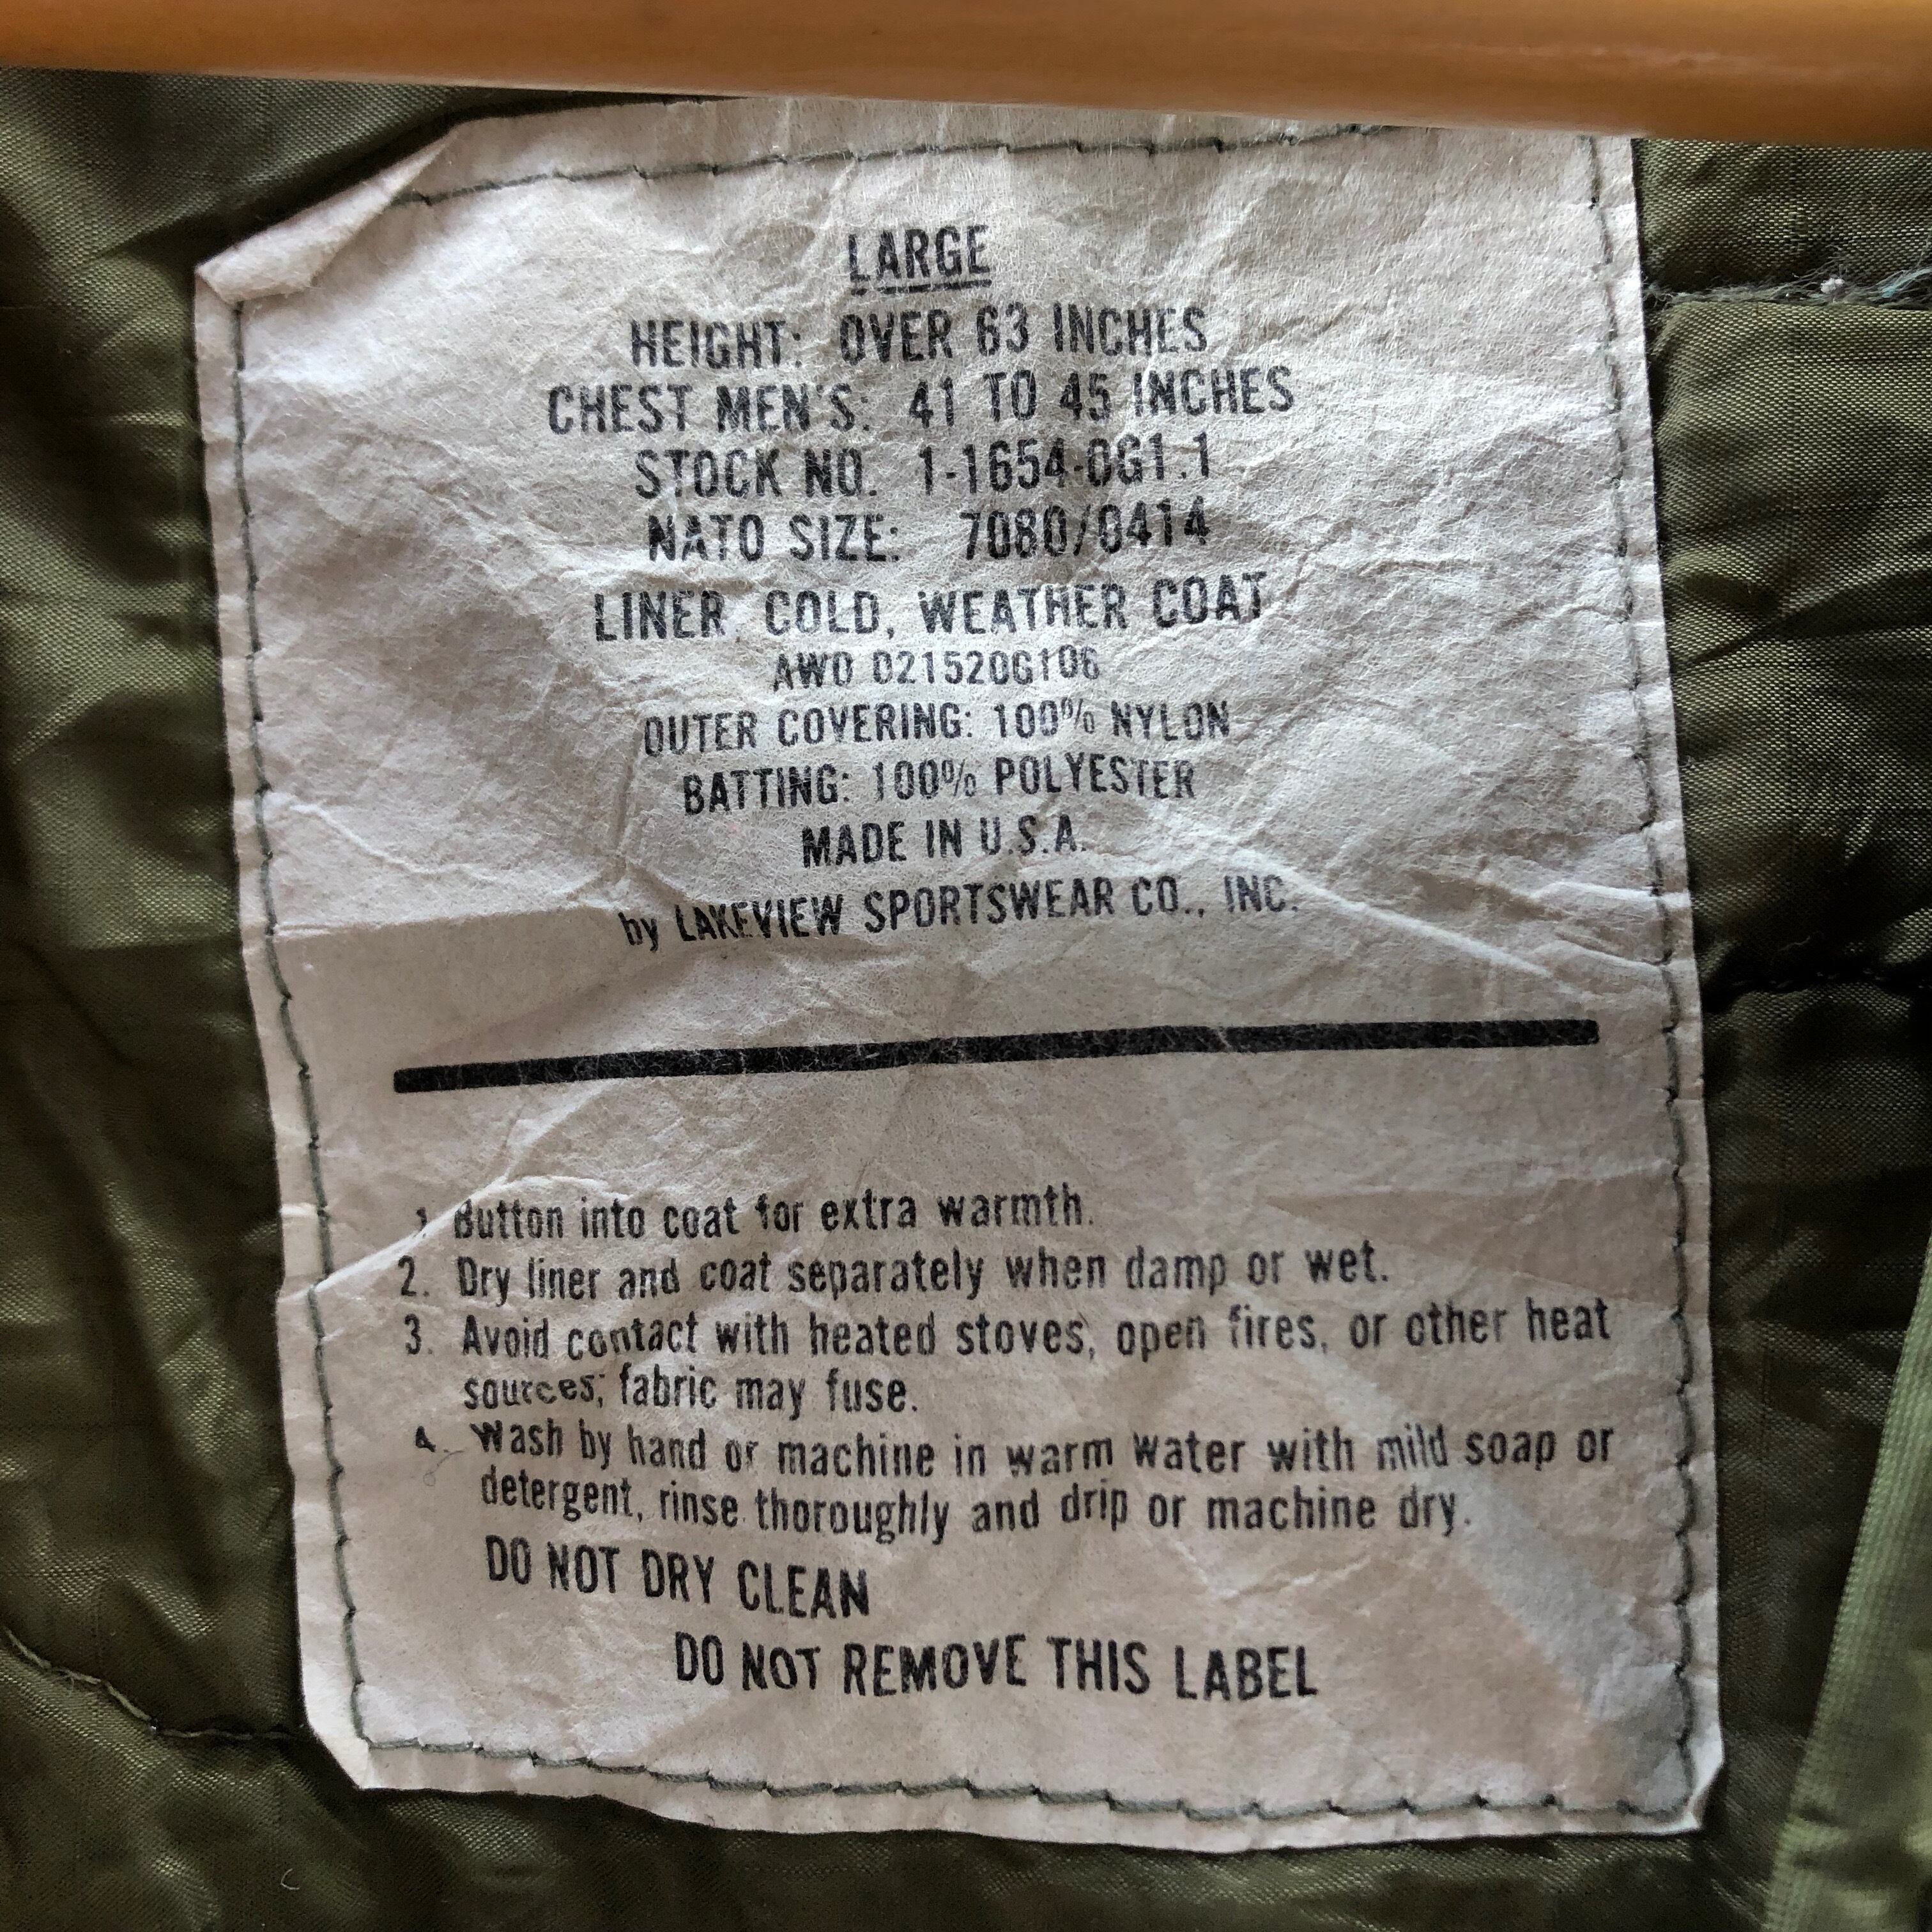 LARGE
HEIGHT: OVER 63 INCHES
CHEST MEN'S: 41 TO 45 INCHES
STOCK NO. 1-1654-0G1.1
NATO SIZE: 7080/0414
LINER, COLD, WEATHER COAT
AWO 021520G106
OUTER COVERING: 100% NYLON
BATTING: 100% POLYESTER
MADE IN U.S.A.
by LAKEVIEW SPORTSWEAR CO., INC.
1. Button into coat for extra warmth.
2. Dry liner and coat separately when damp or wet.
3. Avoid contact with heated stoves, open fires, or other heat
sources; fabric may fuse.
4. Wash by hand or machine in warm water with mild soap or
detergent, rinse thoroughly and drip or machine dry.
DO NOT DRY CLEAN
DO NOT REMOVE THIS LABEL